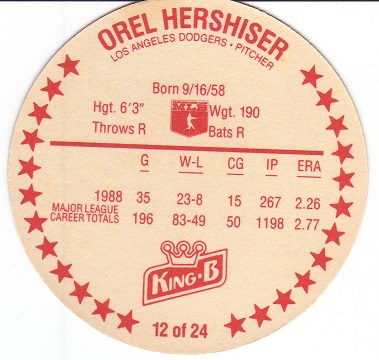 OREL HERSHISER
LOS ANGELES DODGERS • PITCHER
Born 9/16/58
Hgt. 6'3" Wgt. 190
Throws R Bats R
G W-L CG IP ERA
1988 35 23-8 15 267 2.26
MAJOR LEAGUE
CAREER TOTALS 196 83-49 50 1198 2.77
KING•B
12 of 24